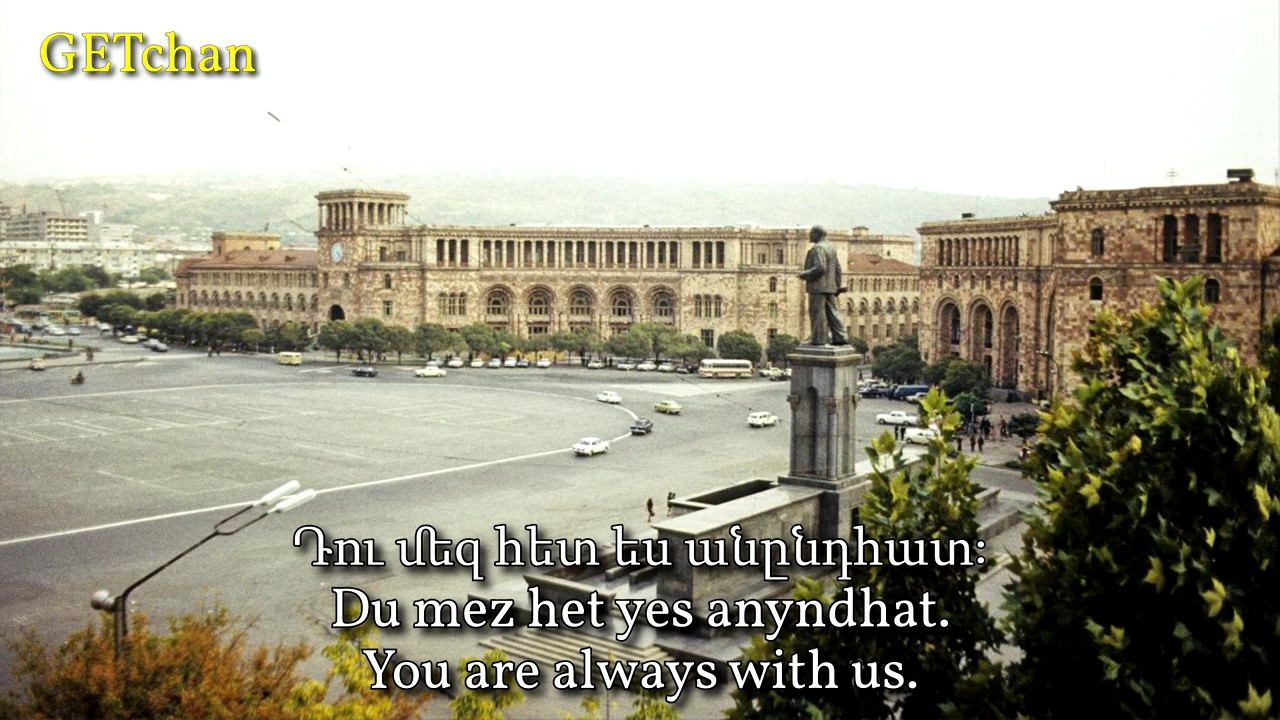 GETchan
Դու մեզ հետ ես անընդհատ:
Du mez het yes anyndhat.
You are always with us.